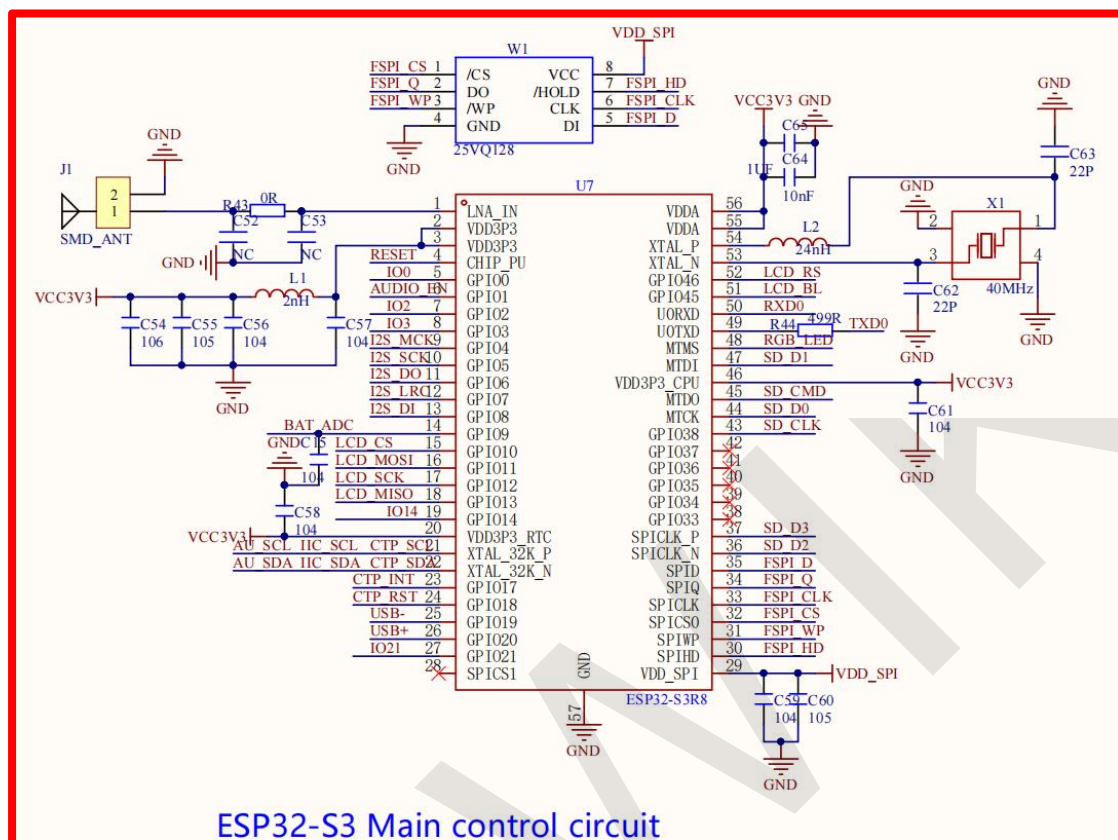 VDD_SPI
W1
FSPI_CS 1 /CS VCC 8
FSPI_Q 2 DO /HOLD 7 FSPI_HD
FSPI_WP 3 /WP CLK 6 FSPI_CLK
4 GND DI 5 FSPI_D
GND
25VQ128
VCC3V3 GND
C65
1UF
C64
10nF
GND
C63
22P
GND
J1
2
1
SMD_ANT
R43 0R
C52
NC
C53
NC
GND
L1
2nH
VCC3V3
C54
106
C55
105
C56
104
C57
104
GND
U7
1 LNA_IN VDDA 56
2 VDD3P3 VDDA 55
3 VDD3P3 XTAL_P 54
RESET 4 CHIP_PU XTAL_N 53
IO0 5 GPIO0 GPIO46 52 LCD_RS
AUDIO_EN 6 GPIO1 GPIO45 51 LCD_BL
IO2 7 GPIO2 U0RXD 50 RXD0
IO3 8 GPIO3 U0TXD 49 R44 499R TXD0
I2S_MCK 9 GPIO4 MTMS 48 RGB_LED
I2S_SCK 10 GPIO5 MTDI 47 SD_D1
I2S_DO 11 GPIO6 VDD3P3_CPU 46 VCC3V3
I2S_LRC 12 GPIO7 MTDO 45 SD_CMD
I2S_DI 13 GPIO8 MTCK 44 SD_D0
BAT_ADC 14 GPIO9 GPIO38 43 SD_CLK
LCD_CS 15 GPIO10 GPIO37 42
LCD_MOSI 16 GPIO11 GPIO36 41
LCD_SCK 17 GPIO12 GPIO35 40
LCD_MISO 18 GPIO13 GPIO34 39
IO14 19 GPIO14 GPIO33 38
VCC3V3 20 VDD3P3_RTC SPICLK_P 37 SD_D3
AU_SCL IIC_SCL CTP_SCL 21 XTAL_32K_P SPICLK_N 36 SD_D2
AU_SDA IIC_SDA CTP_SDA 22 XTAL_32K_N SPID 35 FSPI_D
CTP_INT 23 GPIO17 SPIQ 34 FSPI_Q
CTP_RST 24 GPIO18 SPICLK 33 FSPI_CLK
USB- 25 GPIO19 SPICS0 32 FSPI_CS
USB+ 26 GPIO20 SPIWP 31 FSPI_WP
IO21 27 GPIO21 SPIHD 30 FSPI_HD
28 SPICS1 VDD_SPI 29 VDD_SPI
GND
57
GND
ESP32-S3R8
GND
C15
104
C58
104
L2
24nH
GND
2
X1
1
3
4
40MHz
C62
22P
GND
GND
C61
104
GND
C59
104
C60
105
GND
ESP32-S3 Main control circuit